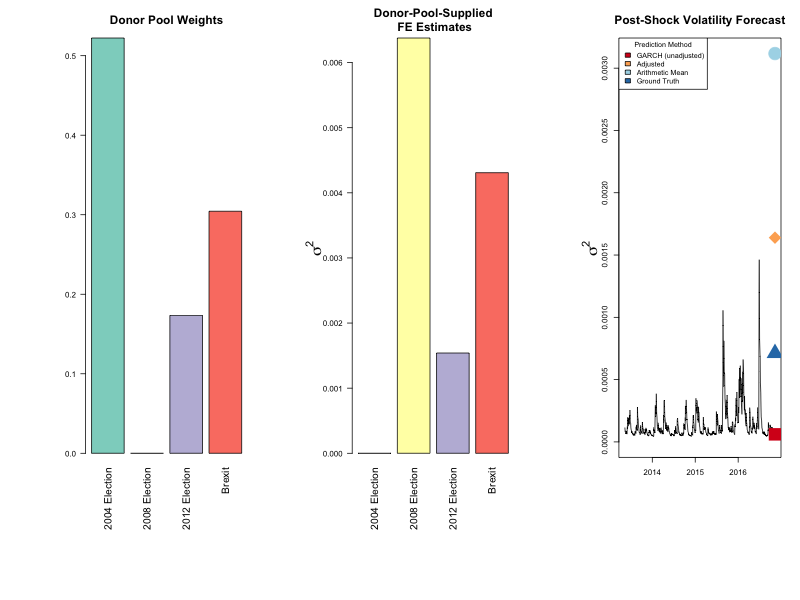 Donor Pool Weights
0.5
0.4
0.3
0.2
0.1
0.0
2004 Election
2008 Election
2012 Election
Brexit
Donor-Pool-Supplied
FE Estimates
σ²
0.006
0.005
0.004
0.003
0.002
0.001
0.000
2004 Election
2008 Election
2012 Election
Brexit
Post-Shock Volatility Forecast
Prediction Method
GARCH (unadjusted)
Adjusted
Arithmetic Mean
Ground Truth
σ²
0.0030
0.0025
0.0020
0.0015
0.0010
0.0005
0.0000
2014
2015
2016